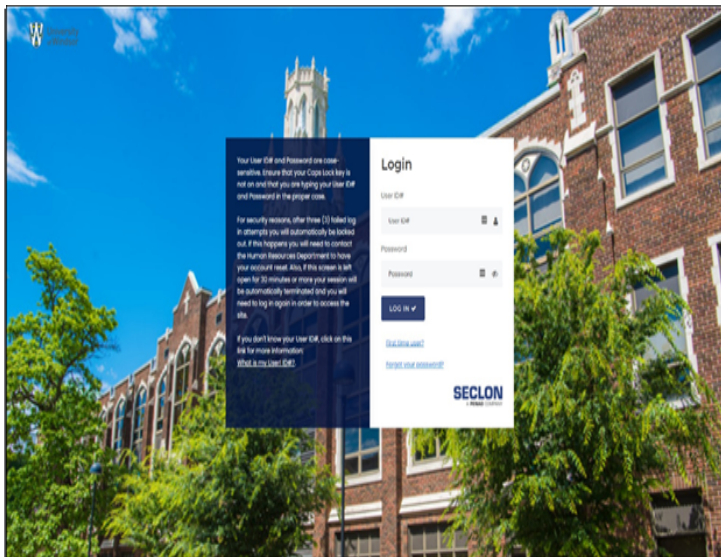 University
of Windsor
Your User ID# and Password are case-
sensitive. Ensure that your Caps Lock key is
not on and that you are typing your User ID#
and Password in the proper case.
For security reasons, after three (3) failed log
in attempts you will automatically be locked
out. If this happens you will need to contact
the Human Resources Department to have
your account reset. Also, if this screen is left
open for 30 minutes or more your session will
be automatically terminated and you will
need to log in again in order to access the
site.
If you don't know your User ID#, click on this
link for more information:
What is my User ID#?
Login
User ID#
User ID#
Password
Password
LOG IN
First time user?
Forgot your password?
SECLON
A PENAD COMPANY